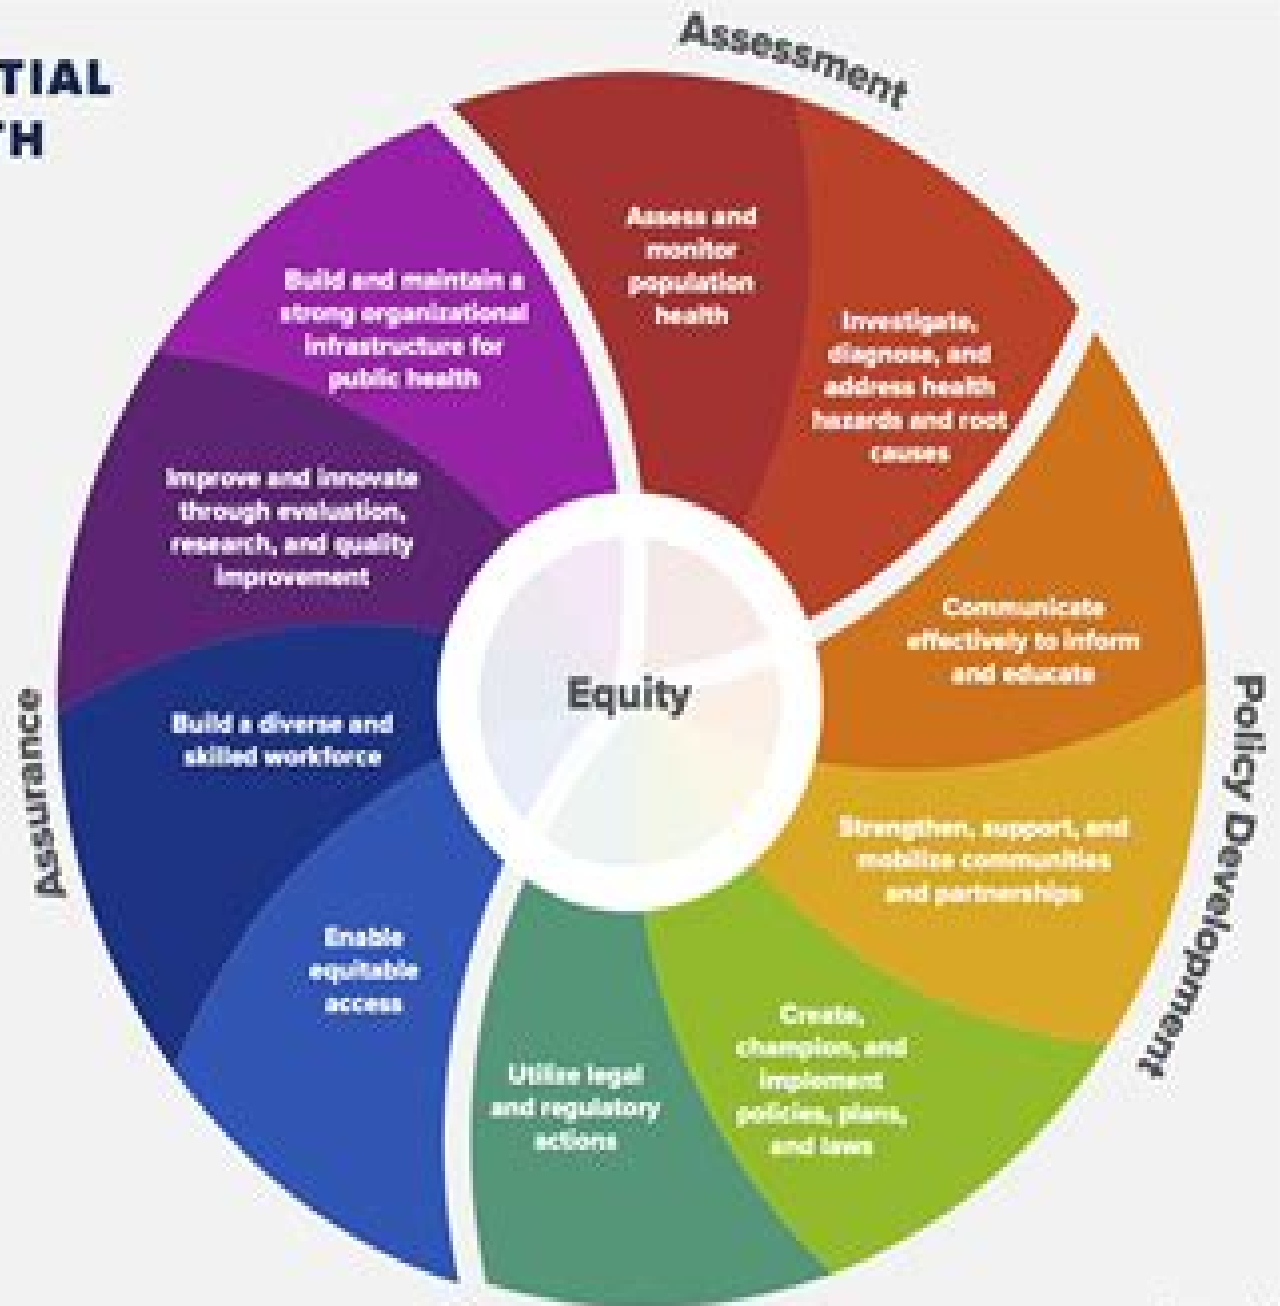 TIAL
TH
Assessment
Assess and
monitor
population
health
Investigate,
diagnose, and
address health
hazards and root
causes
Communicate
effectively to inform
and educate
Strengthen, support, and
mobilize communities
and partnerships
Create,
champion, and
implement
policies, plans,
and laws
Utilize legal
and regulatory
actions
Policy Development
Enable
equitable
access
Build a diverse and
skilled workforce
Improve and innovate
through evaluation,
research, and quality
improvement
Build and maintain a
strong organizational
infrastructure for
public health
Assurance
Equity